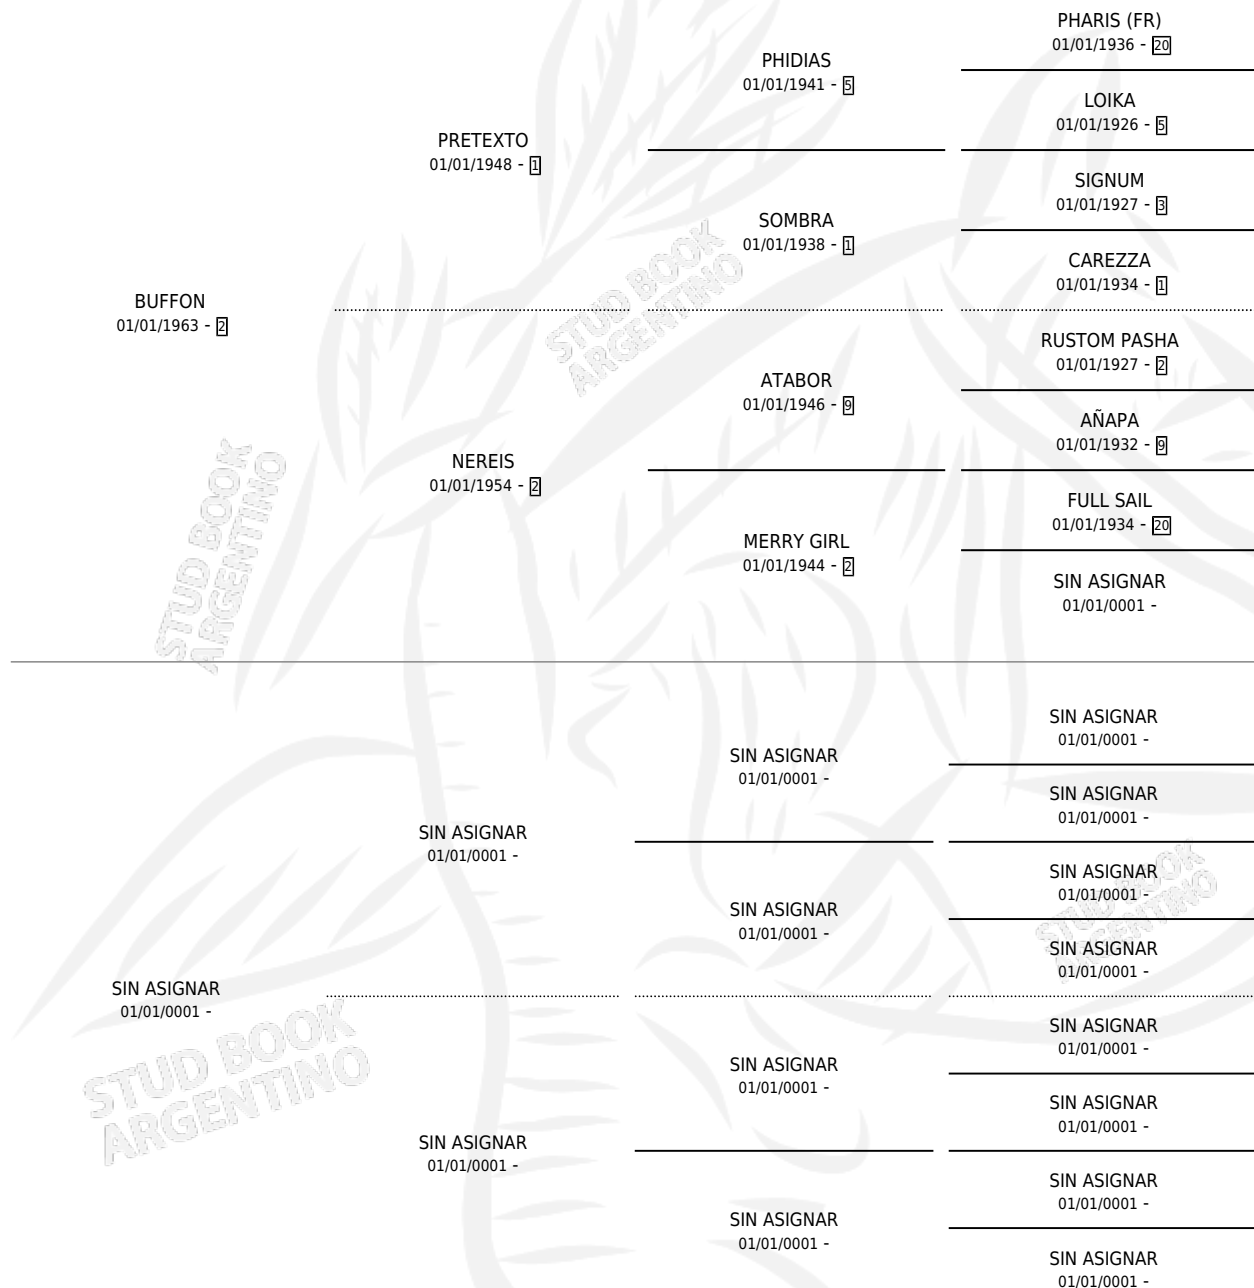 PHARIS (FR)
01/01/1936 - 20
PHIDIAS
01/01/1941 - 5
LOIKA
01/01/1926 - 5
PRETEXTO
01/01/1948 - 1
SIGNUM
01/01/1927 - 3
SOMBRA
01/01/1938 - 1
CAREZZA
01/01/1934 - 1
BUFFON
01/01/1963 - 2
STUD BOOK
ARGENTINO
RUSTOM PASHA
01/01/1927 - 2
ATABOR
01/01/1946 - 9
AÑAPA
01/01/1932 - 9
NEREIS
01/01/1954 - 2
FULL SAIL
01/01/1934 - 20
MERRY GIRL
01/01/1944 - 2
SIN ASIGNAR
01/01/0001 -
STUD BOOK
ARGENTINO
SIN ASIGNAR
01/01/0001 -
SIN ASIGNAR
01/01/0001 -
SIN ASIGNAR
01/01/0001 -
SIN ASIGNAR
01/01/0001 -
SIN ASIGNAR
01/01/0001 -
SIN ASIGNAR
01/01/0001 -
SIN ASIGNAR
01/01/0001 -
STUD BOOK
ARGENTINO
SIN ASIGNAR
01/01/0001 -
SIN ASIGNAR
01/01/0001 -
STUD BOOK
ARGENTINO
SIN ASIGNAR
01/01/0001 -
SIN ASIGNAR
01/01/0001 -
SIN ASIGNAR
01/01/0001 -
SIN ASIGNAR
01/01/0001 -
SIN ASIGNAR
01/01/0001 -
SIN ASIGNAR
01/01/0001 -